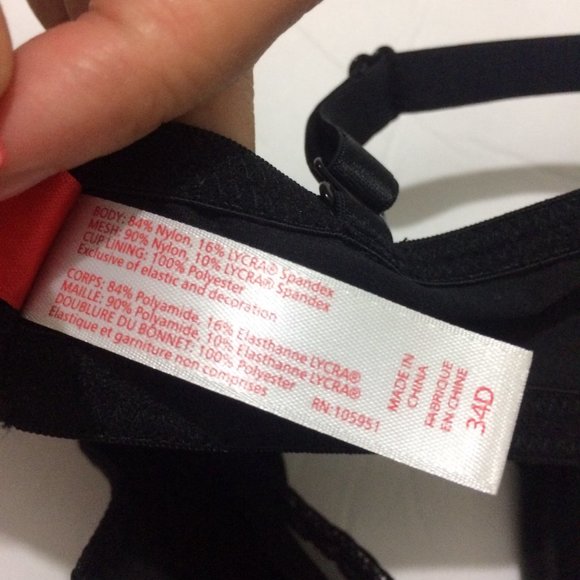 BODY: 84% Nylon, 16% LYCRA® Spandex
MESH: 90% Nylon, 10% LYCRA® Spandex
CUP LINING: 100% Polyester
Exclusive of elastic and decoration
CORPS: 84% Polyamide, 16% Elasthanne LYCRA®
MAILLE: 90% Polyamide, 10% Elasthanne LYCRA®
DOUBLURE DU BONNET: 100% Polyester
Elastique et garniture non comprises
RN: 105951
MADE IN
CHINA
FABRIQUE
EN CHINE
34D